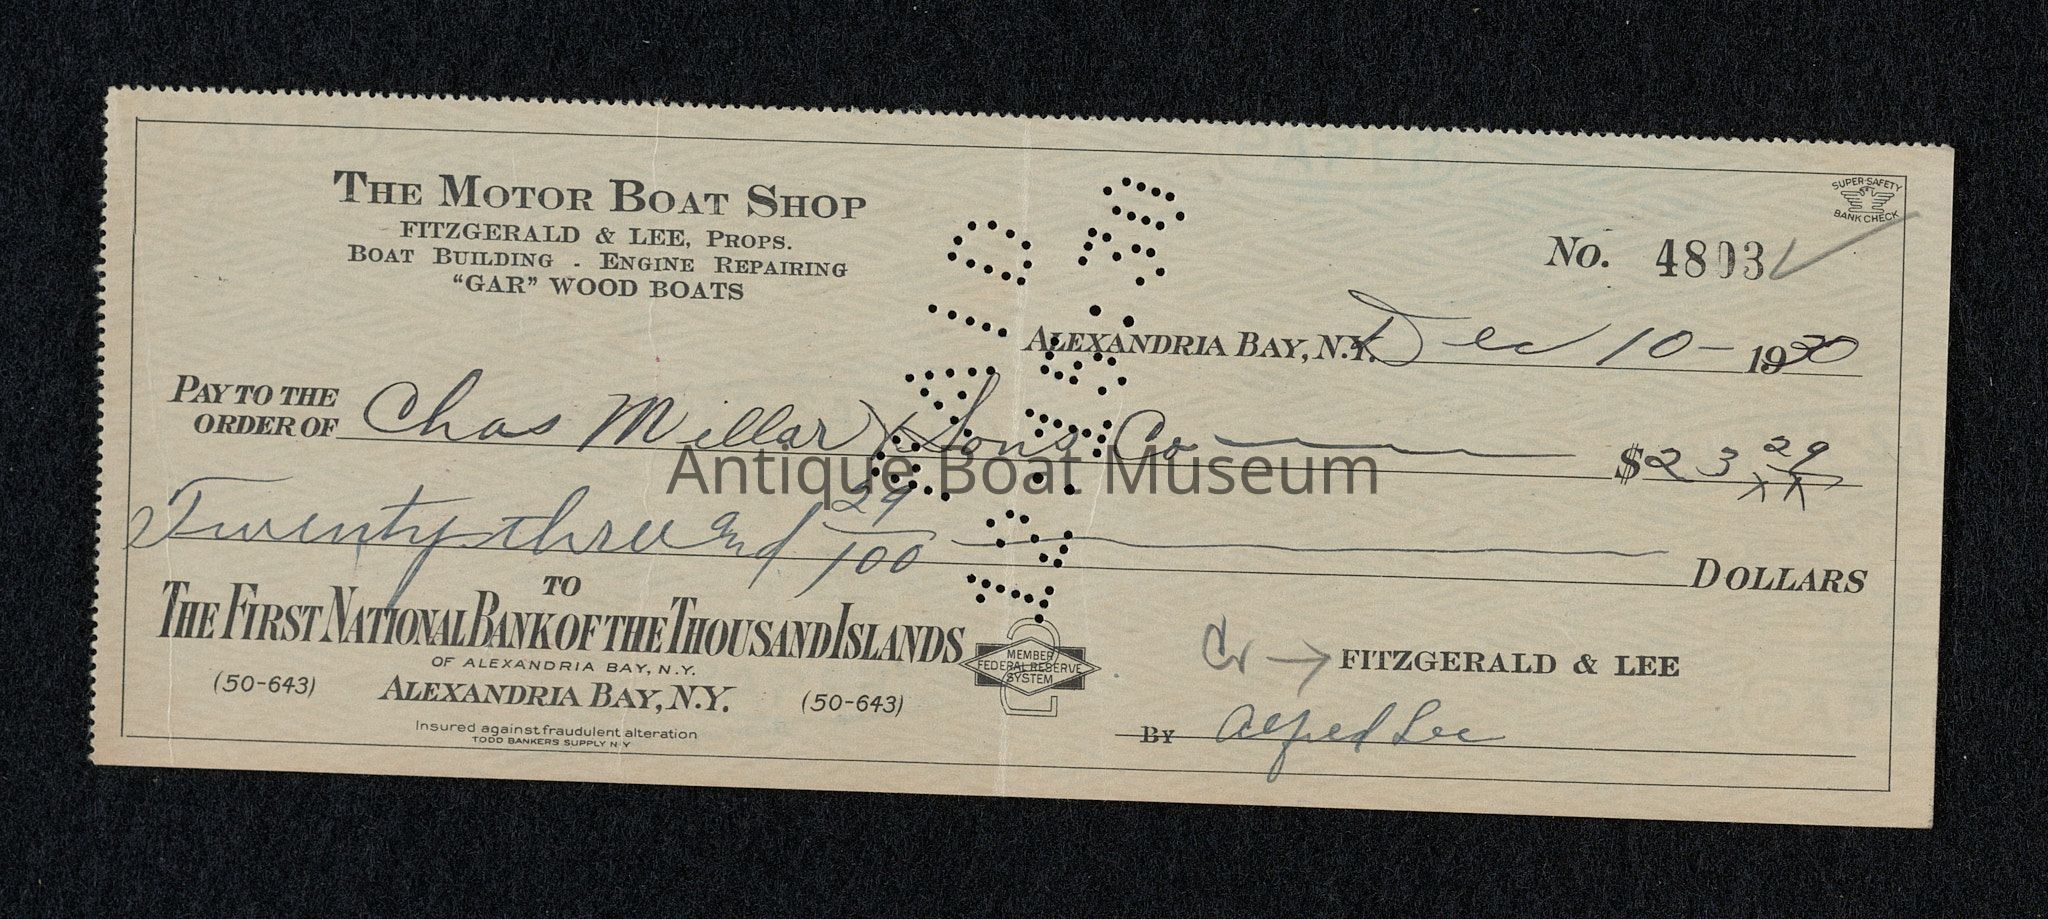 THE MOTOR BOAT SHOP
FITZGERALD & LEE, PROPS.
BOAT BUILDING - ENGINE REPAIRING
"GAR" WOOD BOATS
SUPER-SAFETY
BANK CHECK
No. 4803
ALEXANDRIA BAY, N.Y. Dec 10 - 1930
PAY TO THE
ORDER OF Chas Millar & Sons Co $23 29/xx
Antique Boat Museum
Twenty three and 29/100 DOLLARS
TO
THE FIRST NATIONAL BANK OF THE THOUSAND ISLANDS
OF ALEXANDRIA BAY, N.Y.
(50-643) ALEXANDRIA BAY, N.Y. (50-643)
MEMBER
FEDERAL RESERVE
SYSTEM
Insured against fraudulent alteration
TODD BANKERS SUPPLY N Y
Cr → FITZGERALD & LEE
BY Alfred Lee